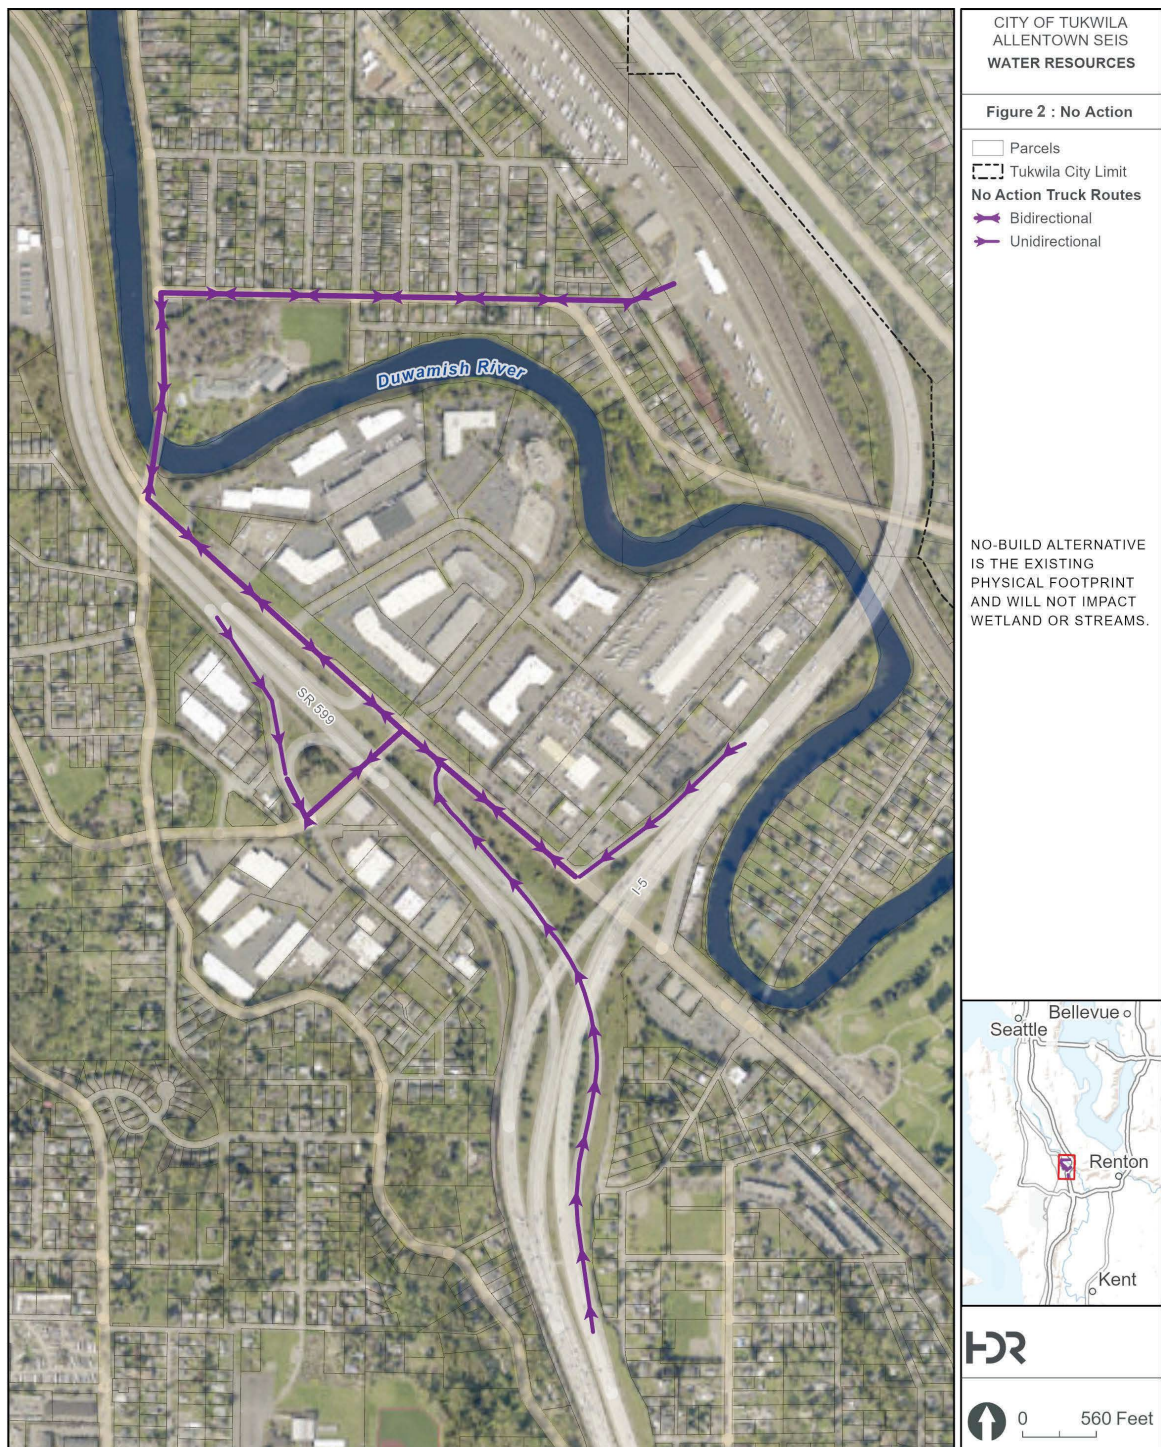 CITY OF TUKWILA
ALLENTOWN SEIS
WATER RESOURCES
Figure 2 : No Action
Parcels
Tukwila City Limit
No Action Truck Routes
Bidirectional
Unidirectional
NO-BUILD ALTERNATIVE
IS THE EXISTING
PHYSICAL FOOTPRINT
AND WILL NOT IMPACT
WETLAND OR STREAMS.
Duwamish River
SR 599
I-5
Bellevue
Seattle
Renton
Kent
HDR
0 560 Feet